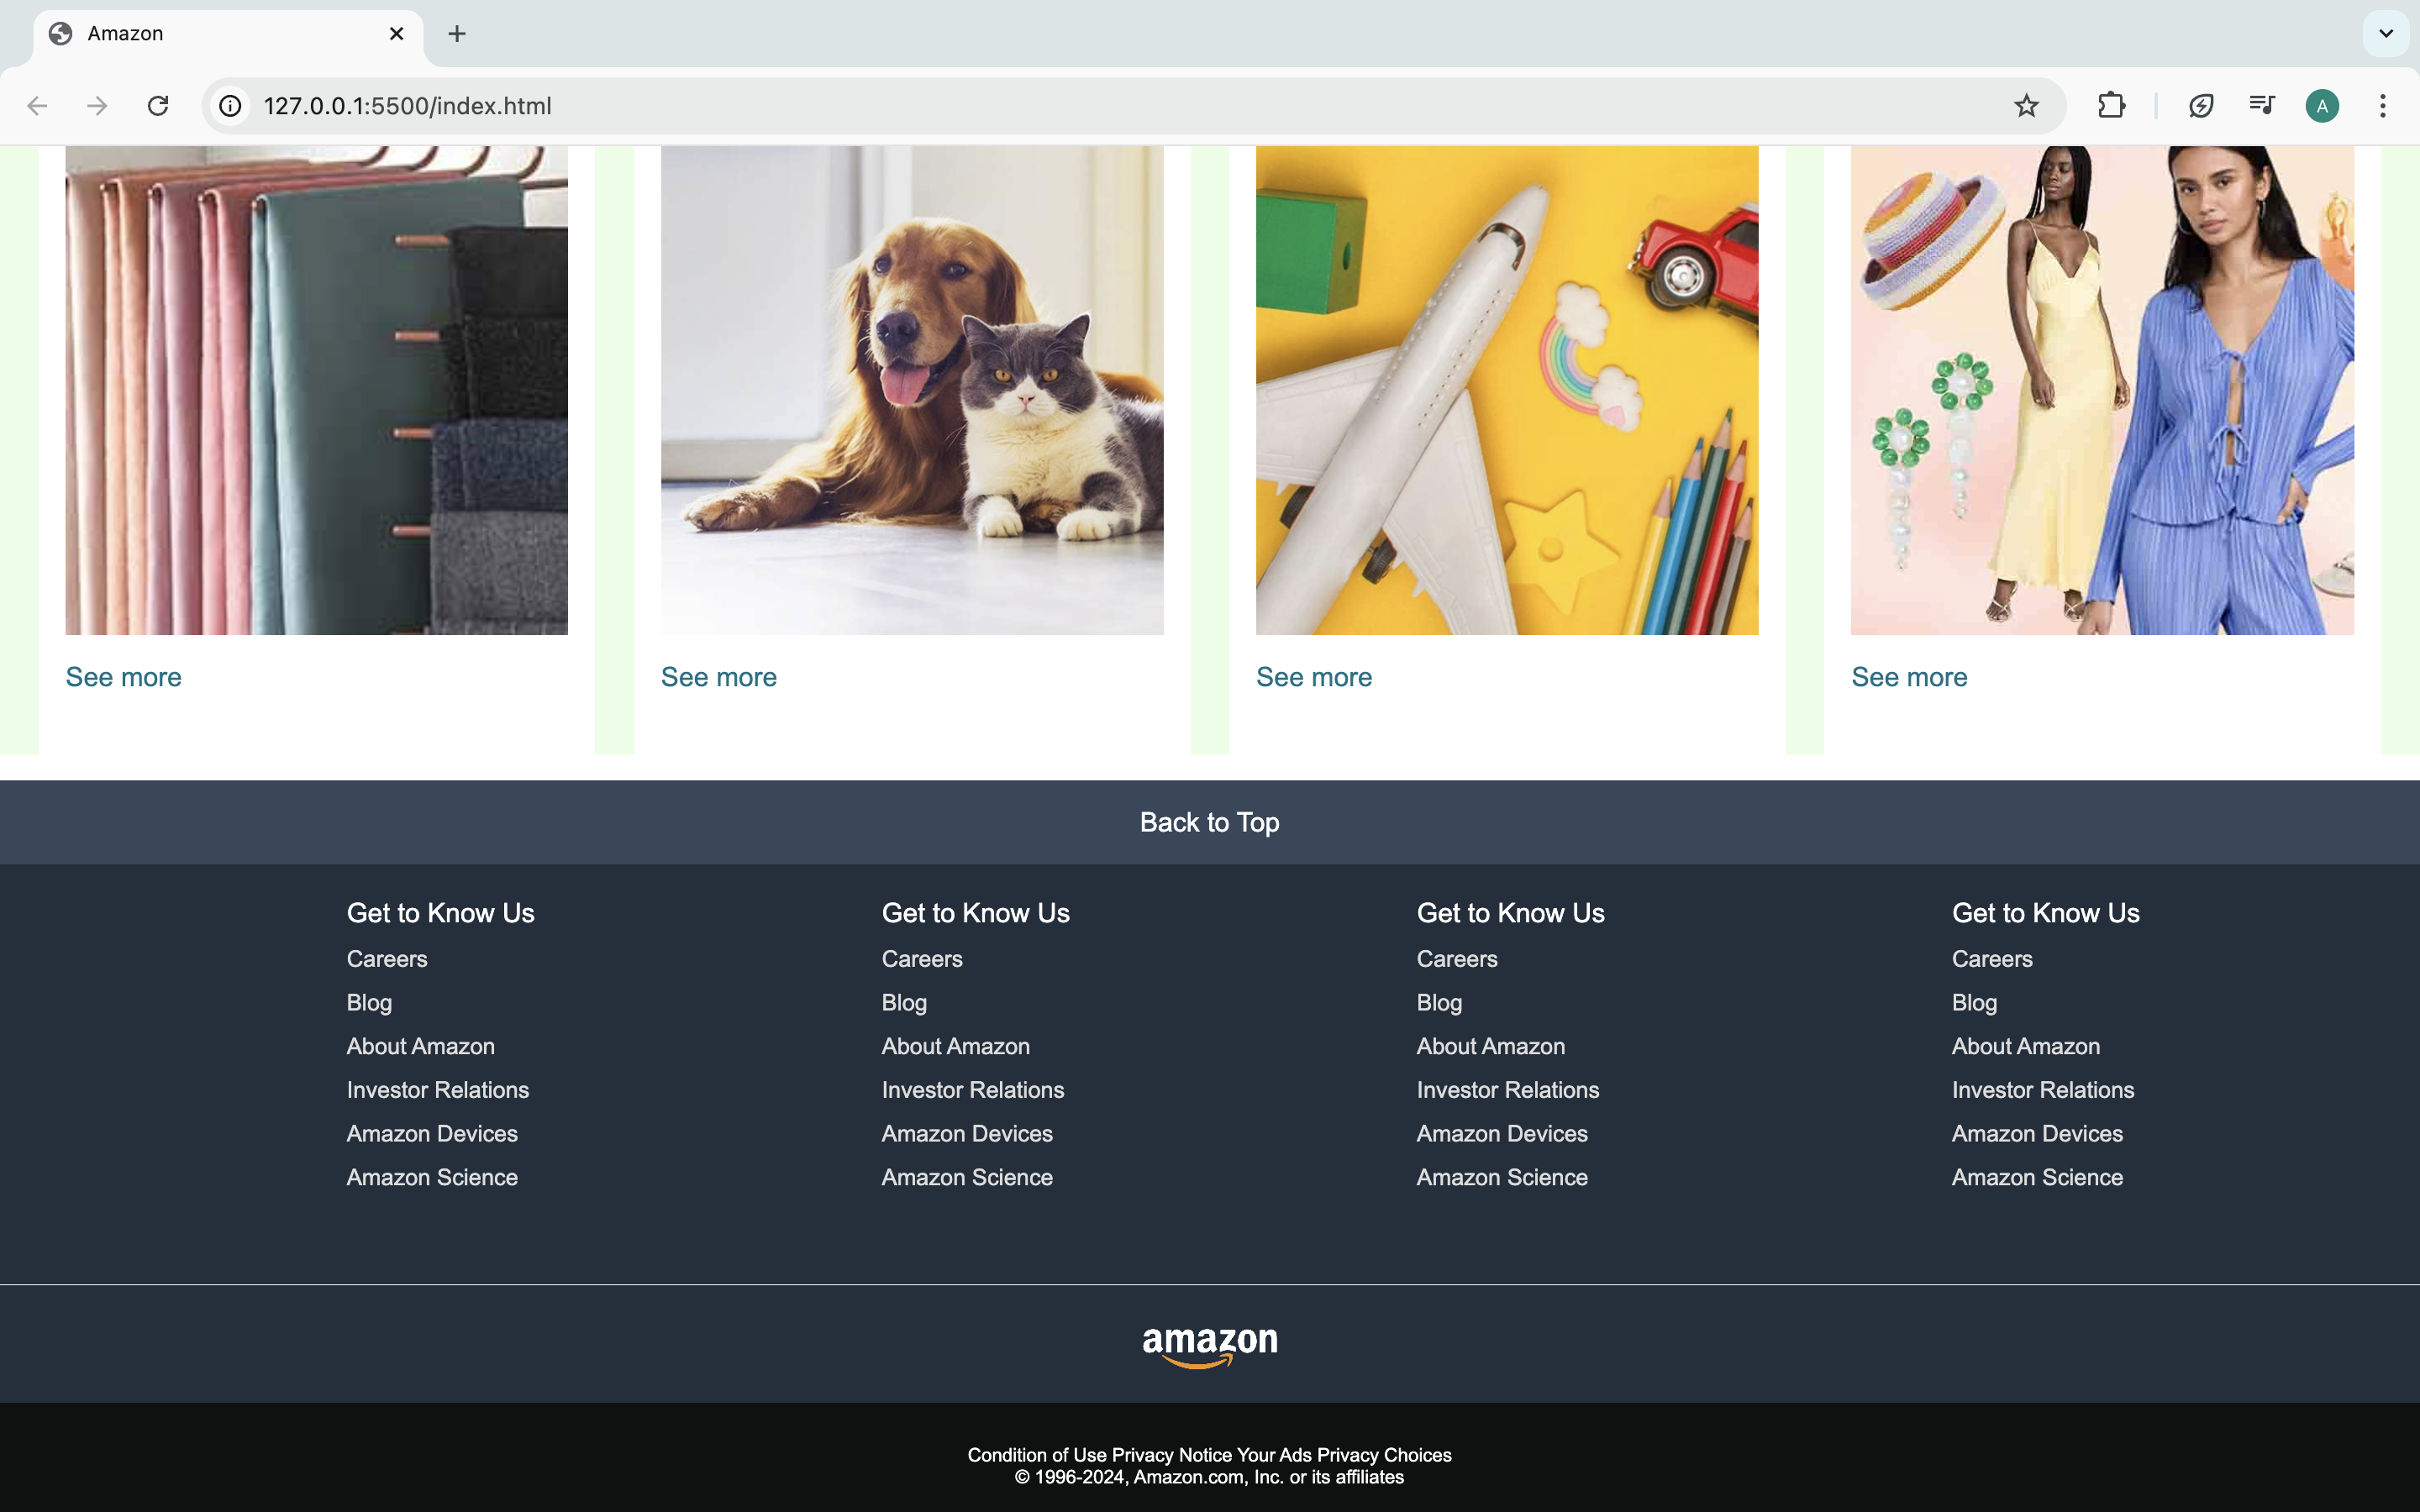 Amazon
127.0.0.1:5500/index.html
A
See more
See more
See more
See more
Back to Top
Get to Know Us
Careers
Blog
About Amazon
Investor Relations
Amazon Devices
Amazon Science
Get to Know Us
Careers
Blog
About Amazon
Investor Relations
Amazon Devices
Amazon Science
Get to Know Us
Careers
Blog
About Amazon
Investor Relations
Amazon Devices
Amazon Science
Get to Know Us
Careers
Blog
About Amazon
Investor Relations
Amazon Devices
Amazon Science
amazon
Condition of Use Privacy Notice Your Ads Privacy Choices
© 1996-2024, Amazon.com, Inc. or its affiliates